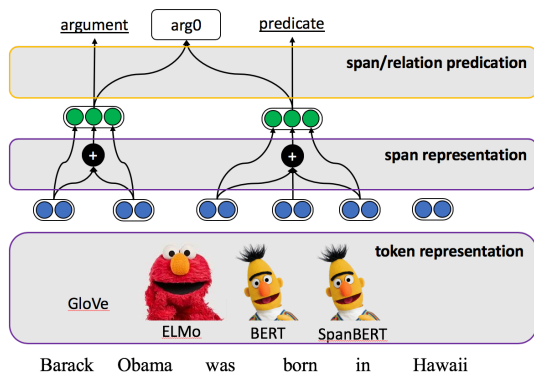 argument
arg0
predicate
span/relation predication
+
+
span representation
token representation
GloVe
ELMo
BERT
SpanBERT
Barack Obama was born in Hawaii